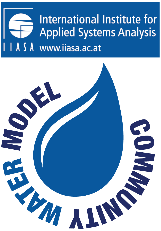 International Institute for
Applied Systems Analysis
IIASA www.iiasa.ac.at
COMMUNITY WATER MODEL